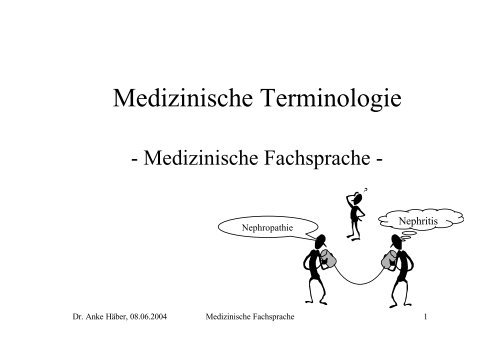 Medizinische Terminologie
- Medizinische Fachsprache -
?
Nephropathie
Nephritis
Dr. Anke Häber, 08.06.2004 Medizinische Fachsprache 1